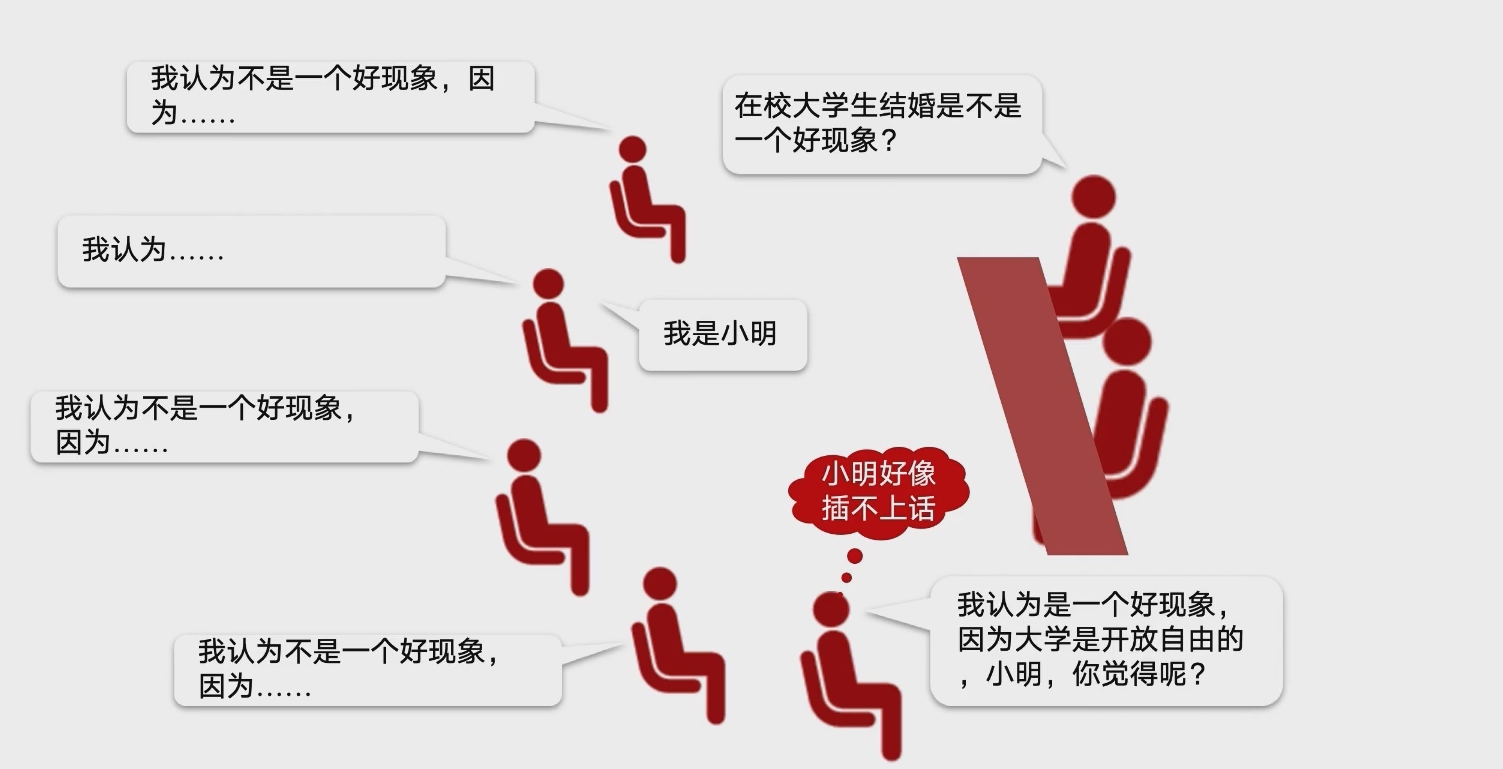 我认为不是一个好现象，因
为……
在校大学生结婚是不是
一个好现象？
我认为……
我是小明
我认为不是一个好现象，
因为……
小明好像
插不上话
我认为是一个好现象，
因为大学是开放自由的
，小明，你觉得呢？
我认为不是一个好现象，
因为……